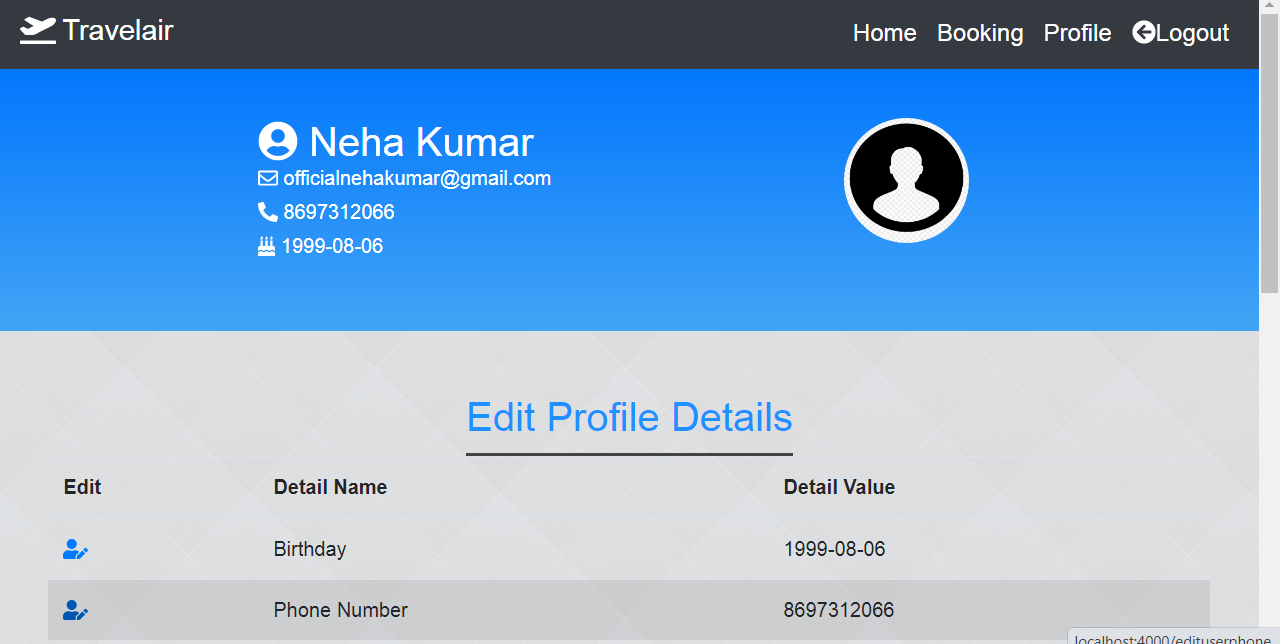 Travelair
Home Booking Profile Logout
Neha Kumar
officialnehakumar@gmail.com
8697312066
1999-08-06
Edit Profile Details
Edit Detail Name Detail Value
Birthday 1999-08-06
Phone Number 8697312066
localhost:4000/edituserphone